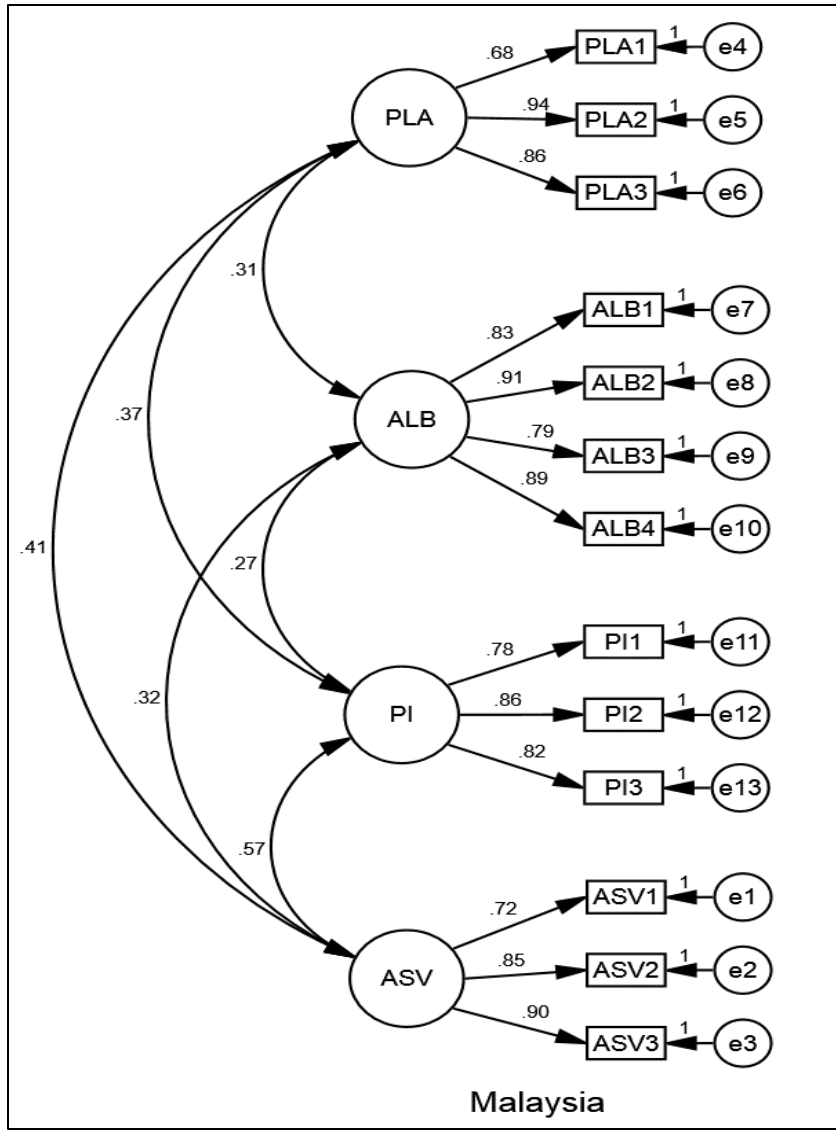 .68
PLA1
1
e4
PLA
.94
PLA2
1
e5
.86
PLA3
1
e6
.31
.83
ALB1
1
e7
ALB
.91
ALB2
1
e8
.37
.79
ALB3
1
e9
.89
ALB4
1
e10
.41
.27
.78
PI1
1
e11
.32
PI
.86
PI2
1
e12
.82
PI3
1
e13
.57
.72
ASV1
1
e1
ASV
.85
ASV2
1
e2
.90
ASV3
1
e3
Malaysia